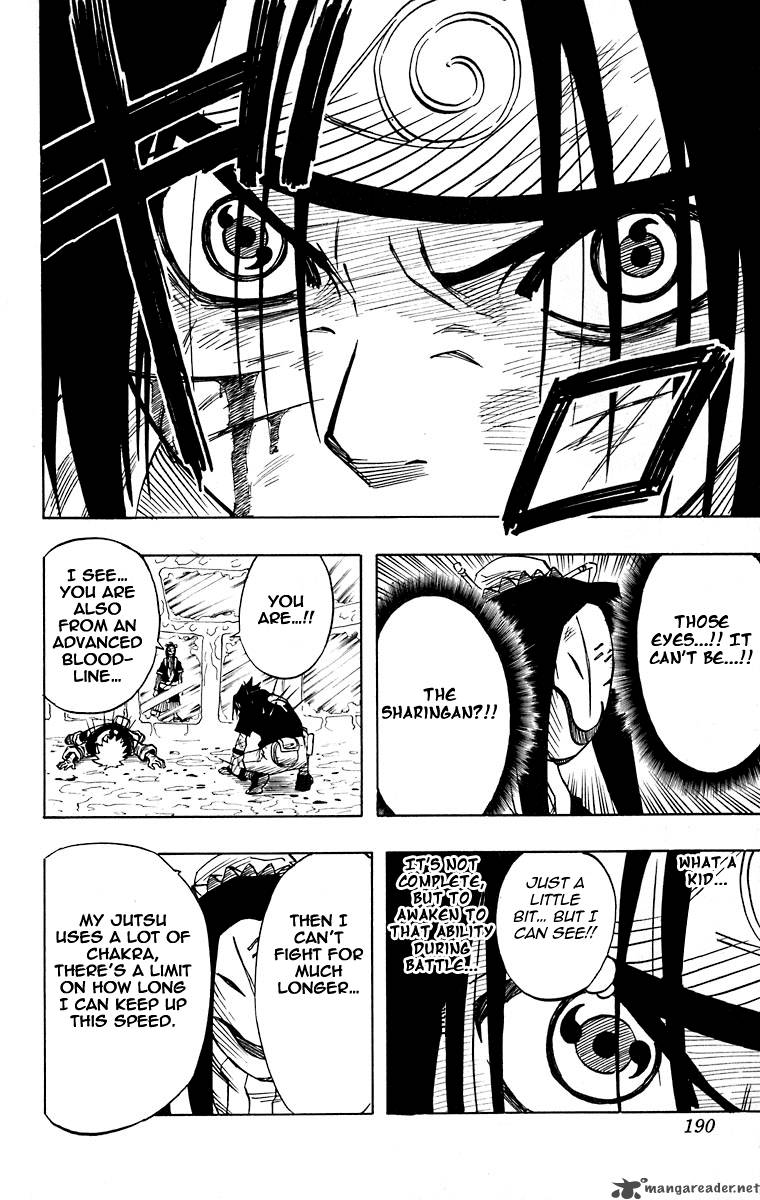 THOSE
EYES...!! IT
CAN'T BE...!!
THE
SHARINGAN?!!
YOU
ARE...!!
I SEE...
YOU ARE
ALSO
FROM AN
ADVANCED
BLOOD-
LINE...
WHAT A
KID...
JUST A
LITTLE
BIT... BUT I
CAN SEE!!
IT'S NOT
COMPLETE,
BUT TO
AWAKEN TO
THAT ABILITY
DURING
BATTLE...
THEN I
CAN'T
FIGHT FOR
MUCH
LONGER...
MY JUTSU
USES A LOT OF
CHAKRA,
THERE'S A LIMIT
ON HOW LONG
I CAN KEEP UP
THIS SPEED.
190
mangareader.net